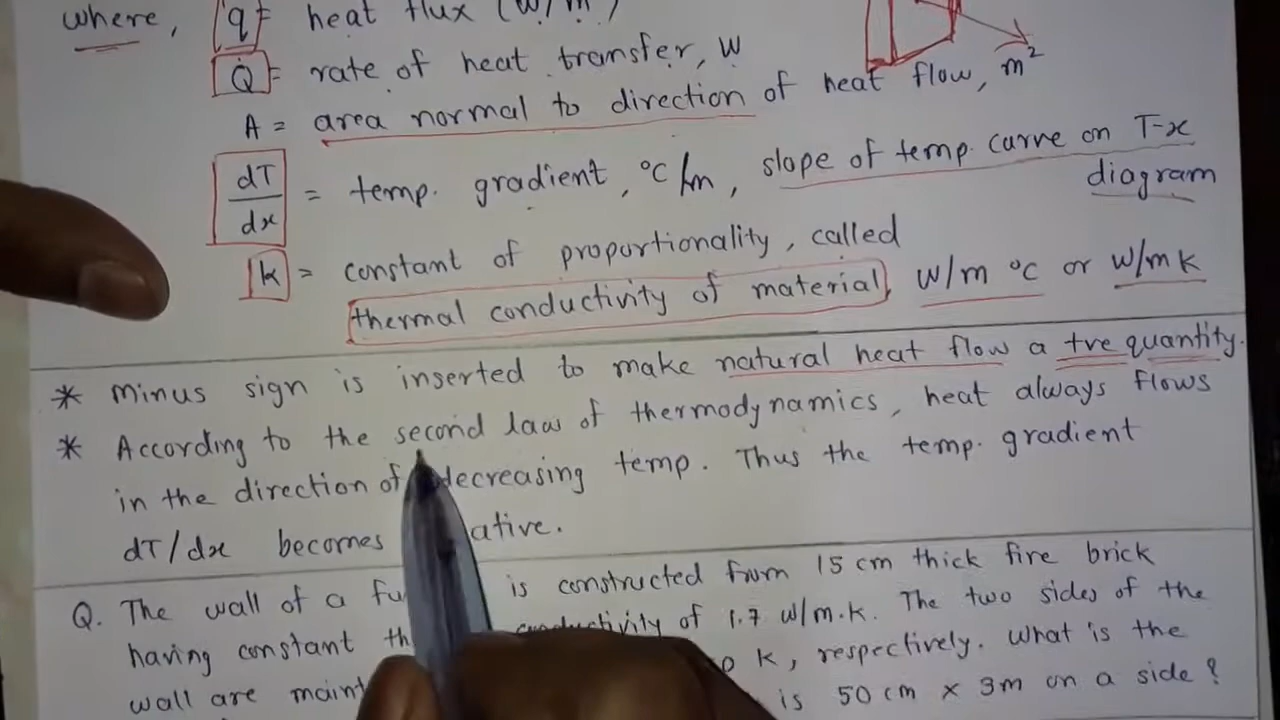 where, q = heat flux (W/m²)
Q̇ = rate of heat transfer, W
A = area normal to direction of heat flow, m²
dT/dx = temp. gradient, °C/m, slope of temp. curve on T-x
diagram
k = constant of proportionality, called
thermal conductivity of material, W/m °C or W/mk
* Minus sign is inserted to make natural heat flow a +ve quantity.
* According to the second law of thermodynamics, heat always flows
in the direction of decreasing temp. Thus the temp. gradient
dT/dx becomes ative.
Q. The wall of a fu is constructed from 15 cm thick fire brick
having constant th conductivity of 1.7 W/m.k. The two sides of the
wall are maint k, respectively. What is the
is 50 cm × 3m on a side?